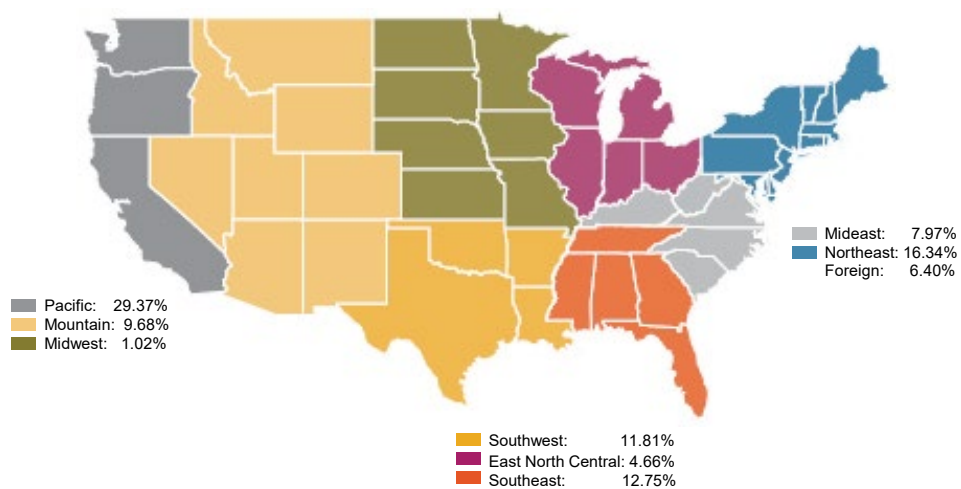 Mideast: 7.97%
Northeast: 16.34%
Foreign: 6.40%
Pacific: 29.37%
Mountain: 9.68%
Midwest: 1.02%
Southwest: 11.81%
East North Central: 4.66%
Southeast: 12.75%